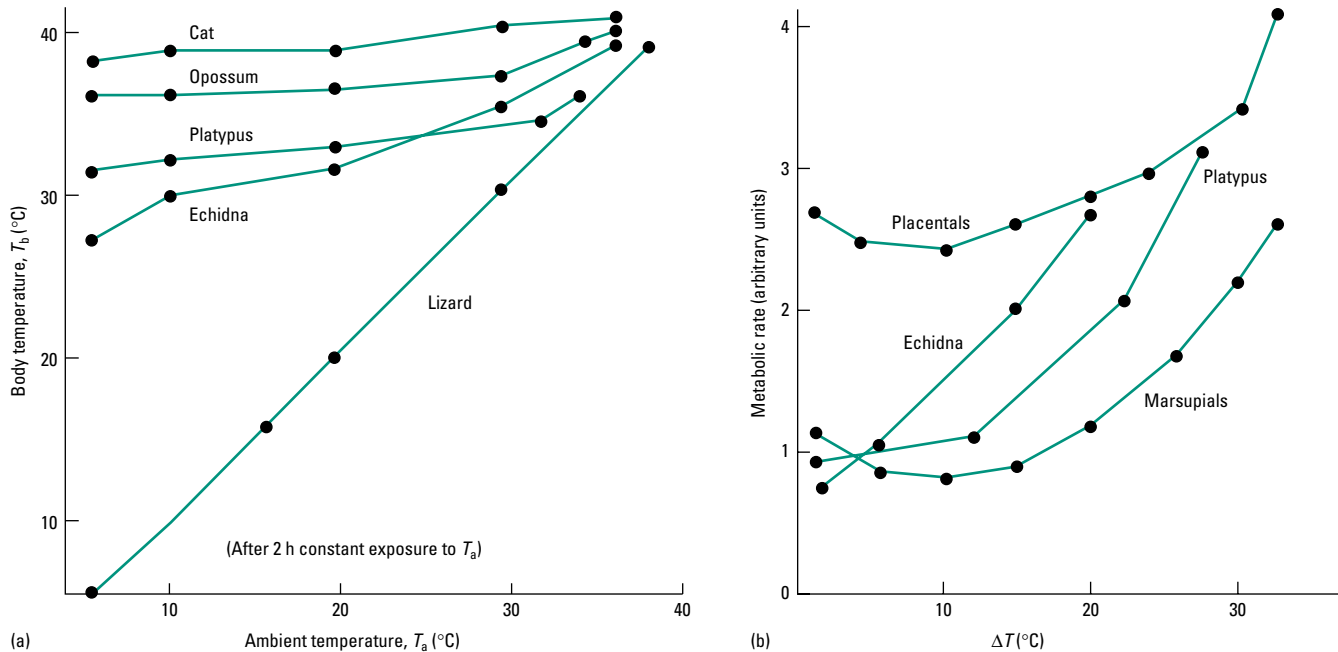 40
30
20
10
Body temperature, Tb (°C)
Cat
Opossum
Platypus
Echidna
Lizard
(After 2 h constant exposure to Ta)
10
20
30
40
(a)
Ambient temperature, Ta (°C)
4
3
2
1
0
Metabolic rate (arbitrary units)
Placentals
Platypus
Echidna
Marsupials
10
20
30
(b)
ΔT (°C)